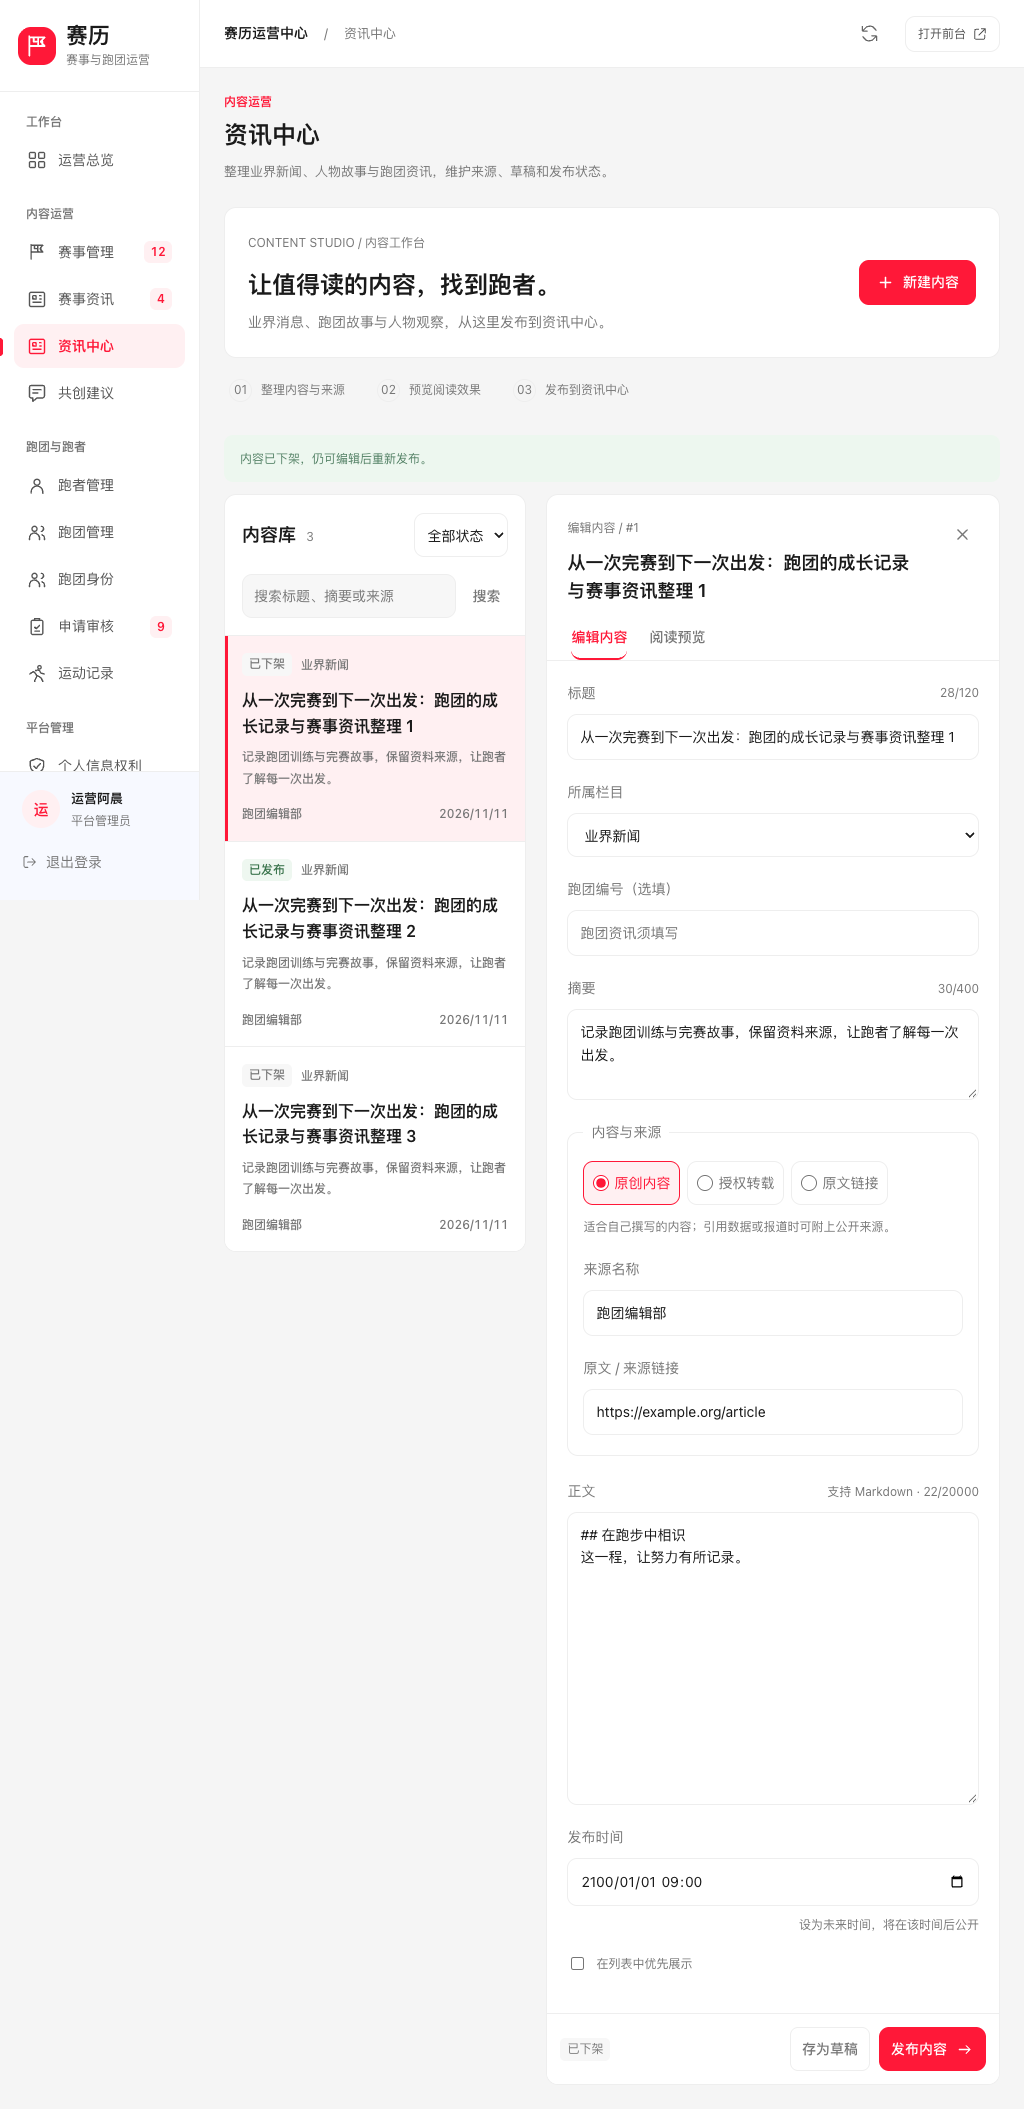 赛历
赛事与跑团运营
工作台
运营总览
内容运营
赛事管理 12
赛事资讯 4
资讯中心
共创建议
跑团与跑者
跑者管理
跑团管理
跑团身份
申请审核 9
运动记录
平台管理
个人信息权利
运 运营阿晨
平台管理员
退出登录
赛历运营中心 / 资讯中心
打开前台
内容运营
资讯中心
整理业界新闻、人物故事与跑团资讯，维护来源、草稿和发布状态。
CONTENT STUDIO / 内容工作台
让值得读的内容，找到跑者。
业界消息、跑团故事与人物观察，从这里发布到资讯中心。
新建内容
01 整理内容与来源 02 预览阅读效果 03 发布到资讯中心
内容已下架，仍可编辑后重新发布。
内容库 3 全部状态
搜索标题、摘要或来源 搜索
已下架 业界新闻
从一次完赛到下一次出发：跑团的成
长记录与赛事资讯整理 1
记录跑团训练与完赛故事，保留资料来源，让跑者
了解每一次出发。
跑团编辑部 2026/11/11
已发布 业界新闻
从一次完赛到下一次出发：跑团的成
长记录与赛事资讯整理 2
记录跑团训练与完赛故事，保留资料来源，让跑者
了解每一次出发。
跑团编辑部 2026/11/11
已下架 业界新闻
从一次完赛到下一次出发：跑团的成
长记录与赛事资讯整理 3
记录跑团训练与完赛故事，保留资料来源，让跑者
了解每一次出发。
跑团编辑部 2026/11/11
编辑内容 / #1
从一次完赛到下一次出发：跑团的成长记录
与赛事资讯整理 1
编辑内容 阅读预览
标题 28/120
从一次完赛到下一次出发：跑团的成长记录与赛事资讯整理 1
所属栏目
业界新闻
跑团编号（选填）
跑团资讯须填写
摘要 30/400
记录跑团训练与完赛故事，保留资料来源，让跑者了解每一次
出发。
内容与来源
原创内容 授权转载 原文链接
适合自己撰写的内容；引用数据或报道时可附上公开来源。
来源名称
跑团编辑部
原文 / 来源链接
https://example.org/article
正文 支持 Markdown · 22/20000
## 在跑步中相识
这一程，让努力有所记录。
发布时间
2100/01/01 09:00
设为未来时间，将在该时间后公开
在列表中优先展示
已下架 存为草稿 发布内容